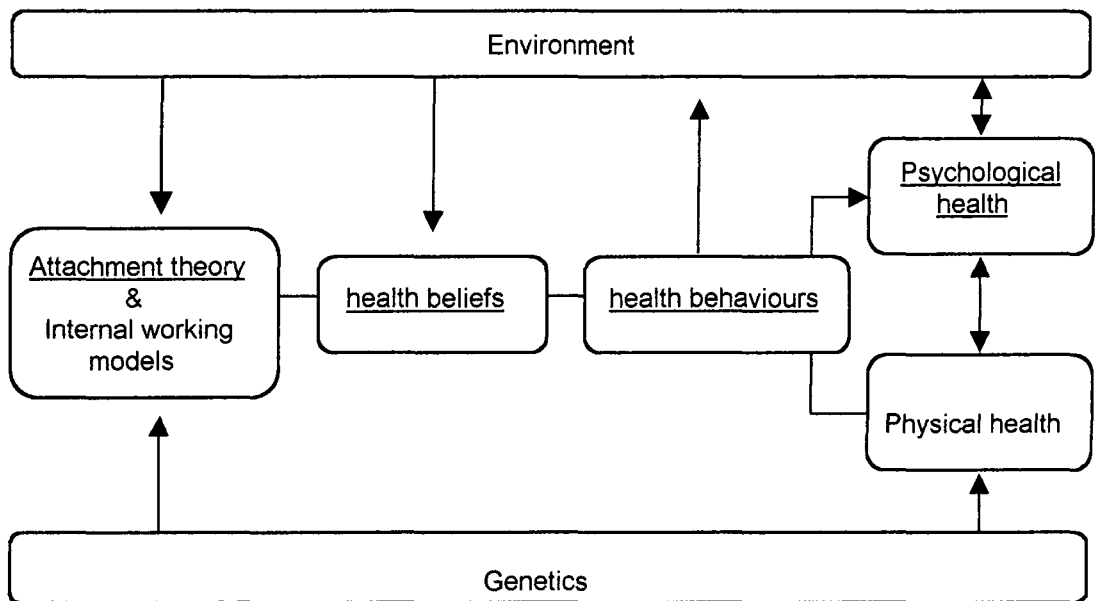 Environment
Psychological
health
Attachment theory
&
Internal working
models
health beliefs
health behaviours
Physical health
Genetics